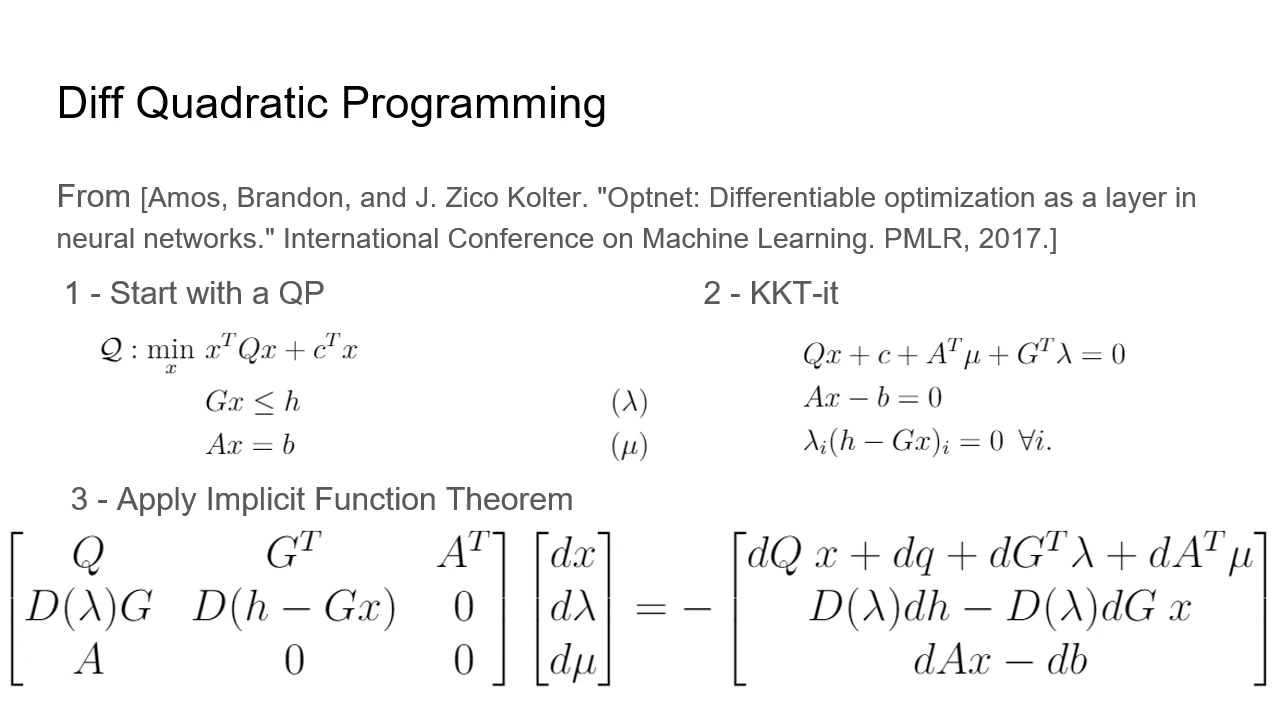 Diff Quadratic Programming
From [Amos, Brandon, and J. Zico Kolter. "Optnet: Differentiable optimization as a layer in
neural networks." International Conference on Machine Learning. PMLR, 2017.]
1 - Start with a QP
𝒬 : min_x x^T Qx + c^T x
Gx ≤ h (λ)
Ax = b (μ)
2 - KKT-it
Qx + c + A^T μ + G^T λ = 0
Ax − b = 0
λ_i(h − Gx)_i = 0 ∀i.
3 - Apply Implicit Function Theorem
[Q G^T A^T] [dx] [dQ x + dq + dG^T λ + dA^T μ]
[D(λ)G D(h − Gx) 0] [dλ] = − [D(λ)dh − D(λ)dG x]
[A 0 0] [dμ] [dAx − db]